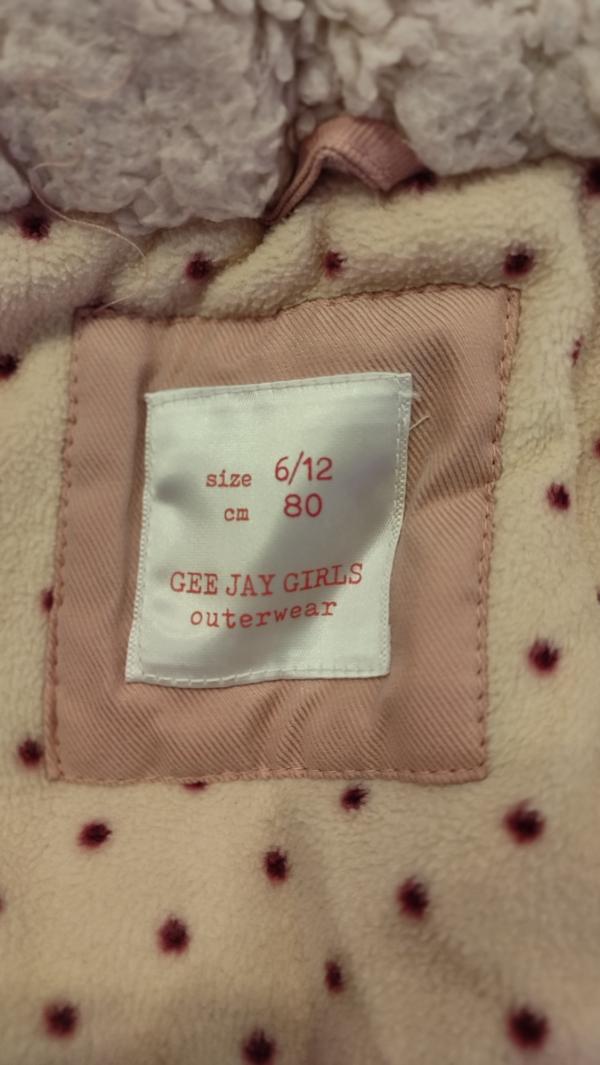 size 6/12
cm 80
GEE JAY GIRLS
outerwear